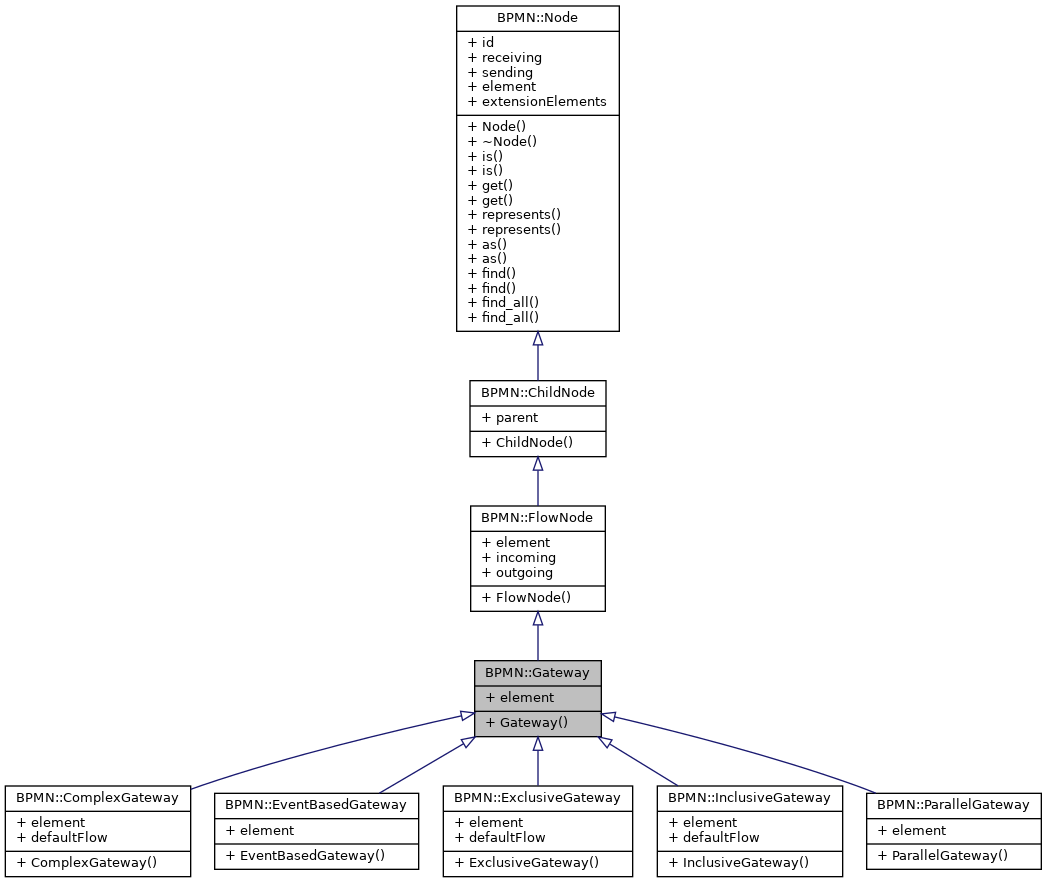 BPMN::Node
+ id
+ receiving
+ sending
+ element
+ extensionElements
+ Node()
+ ~Node()
+ is()
+ is()
+ get()
+ get()
+ represents()
+ represents()
+ as()
+ as()
+ find()
+ find()
+ find_all()
+ find_all()
BPMN::ChildNode
+ parent
+ ChildNode()
BPMN::FlowNode
+ element
+ incoming
+ outgoing
+ FlowNode()
BPMN::Gateway
+ element
+ Gateway()
BPMN::ComplexGateway
+ element
+ defaultFlow
+ ComplexGateway()
BPMN::EventBasedGateway
+ element
+ EventBasedGateway()
BPMN::ExclusiveGateway
+ element
+ defaultFlow
+ ExclusiveGateway()
BPMN::InclusiveGateway
+ element
+ defaultFlow
+ InclusiveGateway()
BPMN::ParallelGateway
+ element
+ ParallelGateway()